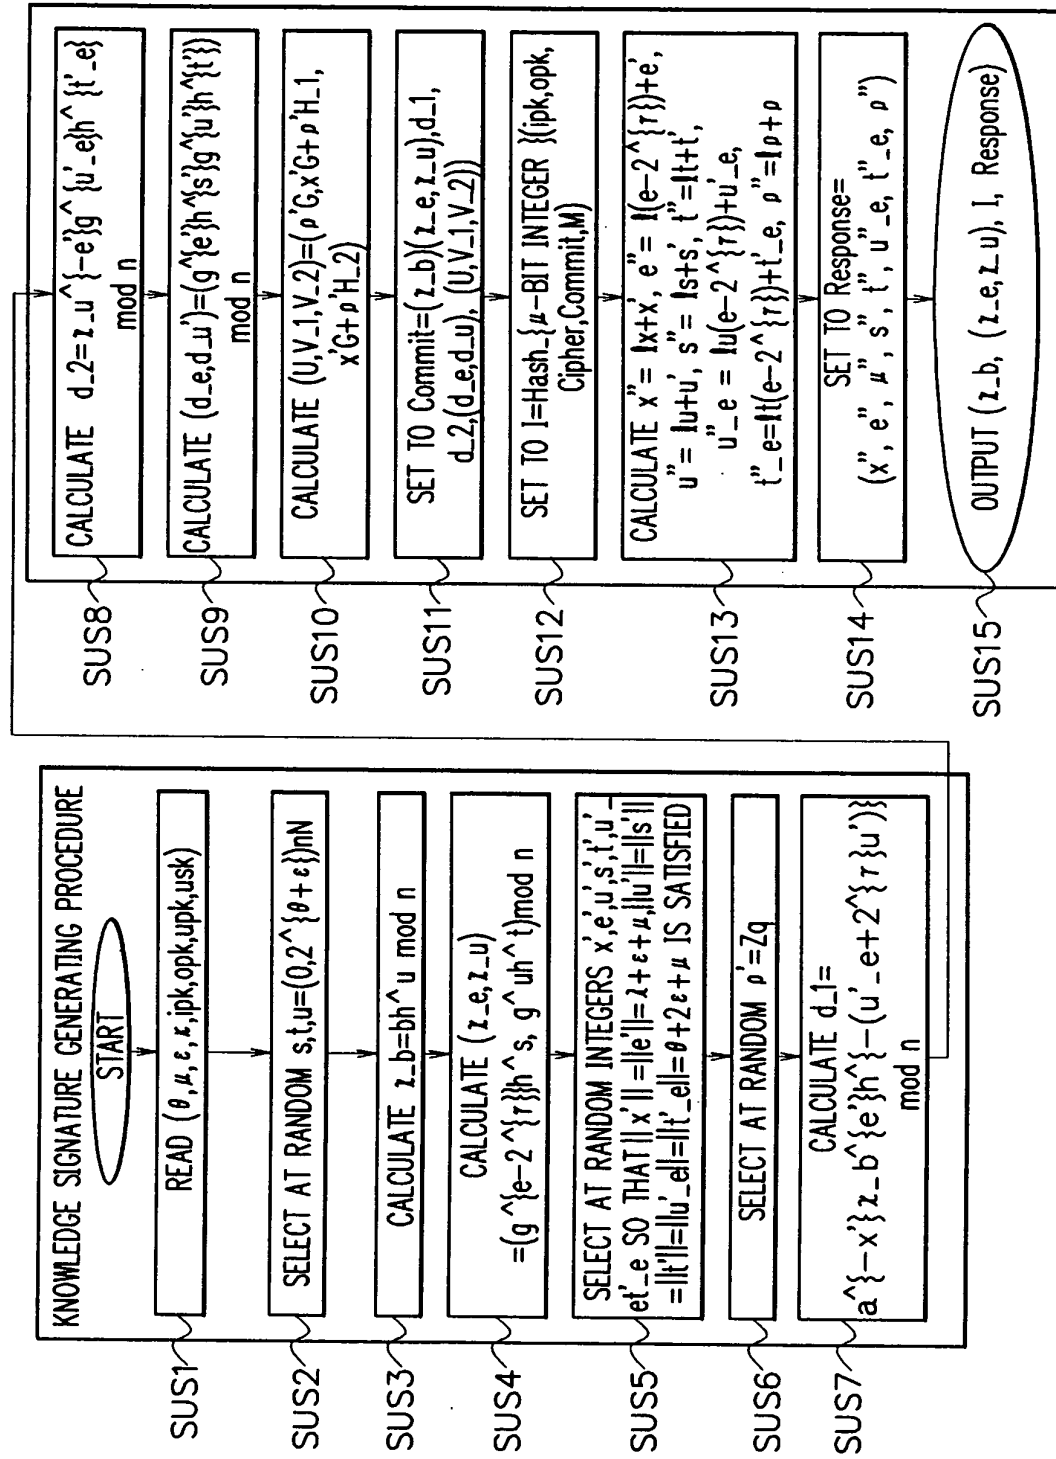 KNOWLEDGE SIGNATURE GENERATING PROCEDURE
START
SUS1
READ (θ,μ,ε,κ,ipk,opk,upk,usk)
SUS2
SELECT AT RANDOM s,t,u=(0,2^{θ+ε})nN
SUS3
CALCULATE χ_b=bh^u mod n
SUS4
CALCULATE (χ_e,χ_u)
=(g^{e-2^{τ}}h^s, g^uh^t)mod n
SUS5
SELECT AT RANDOM INTEGERS x',e',u',s',t',u'_
et'_e SO THAT ||x'||=||e'||=λ+ε+μ,||u'||=||s'||
=||t'||=||u'_e||=||t'_e||=θ+2ε+μ IS SATISFIED
SUS6
SELECT AT RANDOM ρ'=Zq
SUS7
CALCULATE d_1=
a^{-x'}χ_b^{e'}h^{-(u'_e+2^{τ}u')}
mod n
SUS8
CALCULATE d_2=χ_u^{-e'}g^{u'_e}h^{t'_e}
mod n
SUS9
CALCULATE (d_e,d_u')=(g^{e'}h^{s'}g^{u'}h^{t'})
mod n
SUS10
CALCULATE (U,V_1,V_2)=(ρ'G,x'G+ρ'H_1,
x'G+ρ'H_2)
SUS11
SET TO Commit=(χ_b)(χ_e,χ_u),d_1,
d_2,(d_e,d_u), (U,V_1,V_2))
SUS12
SET TO l=Hash_{μ-BIT INTEGER }(ipk,opk,
Cipher,Commit,M)
SUS13
CALCULATE x''= lx+x', e''= l(e-2^{τ})+e',
u''= lu+u', s''= ls+s', t''=lt+t',
u''_e = lu(e-2^{τ})+u'_e,
t''_e=lt(e-2^{τ})+t'_e, ρ''=lρ+ρ
SUS14
SET TO Response=
(x'', e'', μ'', s'', t'', u''_e, t''_e, ρ'')
SUS15
OUTPUT (χ_b, (χ_e,χ_u), l, Response)